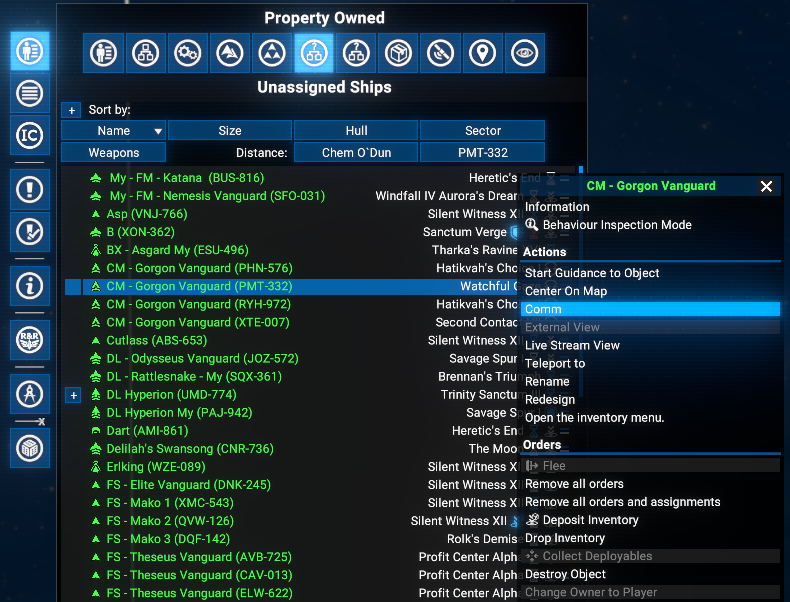 Property Owned
Unassigned Ships
+ Sort by:
Name Size Hull Sector
Weapons Distance: Chem O`Dun PMT-332
My - FM - Katana (BUS-816) Heretic's End
My - FM - Nemesis Vanguard (SFO-031) Windfall IV Aurora's Dream
Asp (VNJ-766) Silent Witness XI
B (XON-362) Sanctum Verge
BX - Asgard My (ESU-496) Tharka's Ravine
CM - Gorgon Vanguard (PHN-576) Hatikvah's Cho
CM - Gorgon Vanguard (PMT-332) Watchful
CM - Gorgon Vanguard (RYH-972) Hatikvah's Cho
CM - Gorgon Vanguard (XTE-007) Second Contac
Cutlass (ABS-653) Silent Witness X
DL - Odysseus Vanguard (JOZ-572) Savage Spur
DL - Rattlesnake - My (SQX-361) Brennan's Trium
+ DL Hyperion (UMD-774) Trinity Sanctu
DL Hyperion My (PAJ-942) Savage S
Dart (AMI-861) Heretic's End
Delilah's Swansong (CNR-736) The Moo
Erlking (WZE-089) Silent Witness X
FS - Elite Vanguard (DNK-245) Silent Witness X
FS - Mako 1 (XMC-543) Silent Witness X
FS - Mako 2 (QVW-126) Silent Witness XII
FS - Mako 3 (DQF-142) Rolk's Demis
FS - Theseus Vanguard (AVB-725) Profit Center Alph
FS - Theseus Vanguard (CAV-013) Profit Center Alph
FS - Theseus Vanguard (ELW-622) Profit Center Alph
IC
R&R
CM - Gorgon Vanguard
Information
Behaviour Inspection Mode
Actions
Start Guidance to Object
Center On Map
Comm
External View
Live Stream View
Teleport to
Rename
Redesign
Open the inventory menu.
Orders
Flee
Remove all orders
Remove all orders and assignments
Deposit Inventory
Drop Inventory
Collect Deployables
Destroy Object
Change Owner to Player